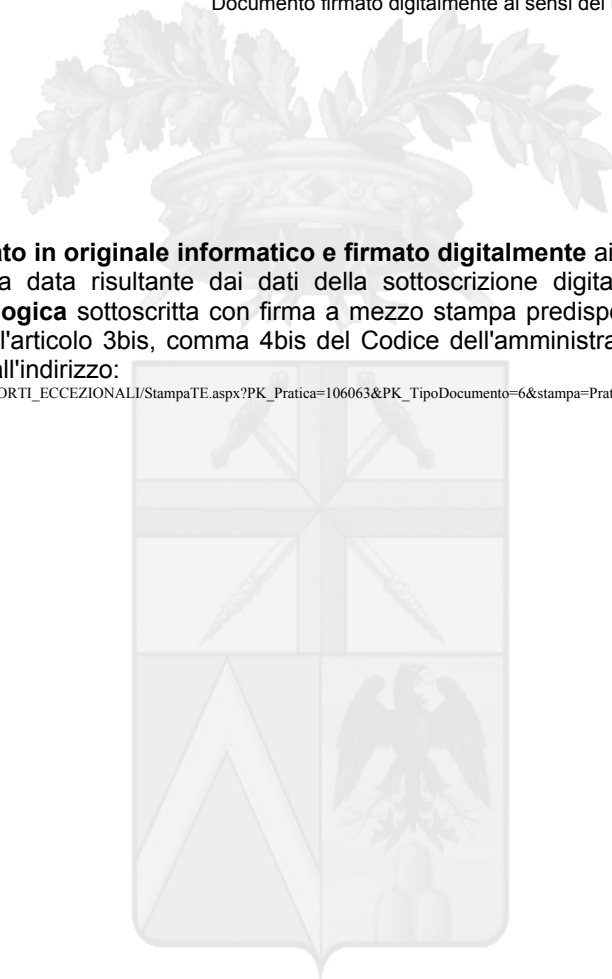 Documento firmato digitalmente ai sensi del
ato in originale informatico e firmato digitalmente ai
a data risultante dai dati della sottoscrizione digita
ogica sottoscritta con firma a mezzo stampa predispo
l'articolo 3bis, comma 4bis del Codice dell'amministra
all'indirizzo:
ORTI_ECCEZIONALI/StampaTE.aspx?PK_Pratica=106063&PK_TipoDocumento=6&stampa=Prat